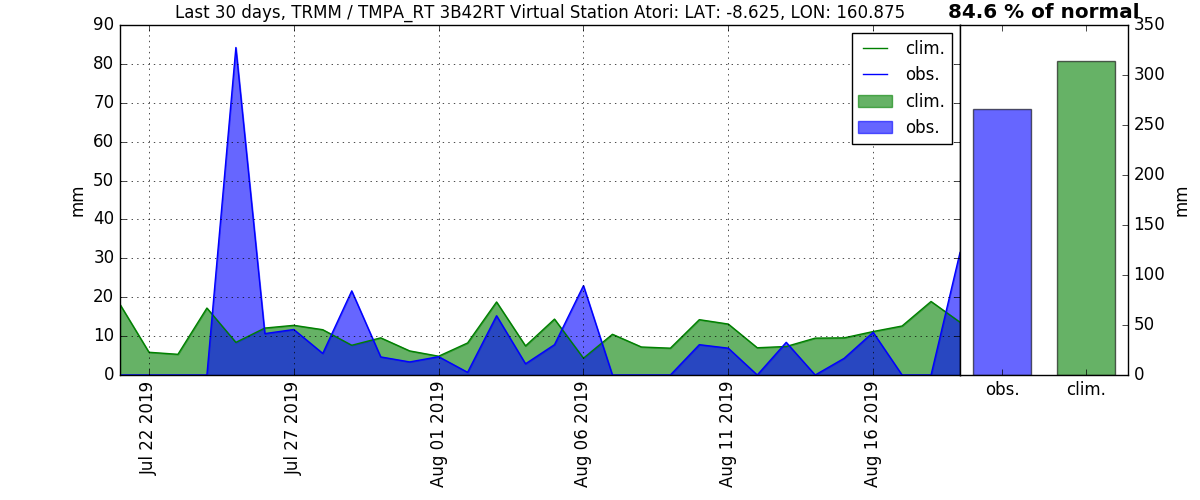 Last 30 days, TRMM / TMPA_RT 3B42RT Virtual Station Atori: LAT: -8.625, LON: 160.875
84.6 % of normal
90
80
70
60
50
40
30
20
10
0
mm
clim.
obs.
clim.
obs.
350
300
250
200
150
100
50
0
mm
Jul 22 2019
Jul 27 2019
Aug 01 2019
Aug 06 2019
Aug 11 2019
Aug 16 2019
obs.
clim.